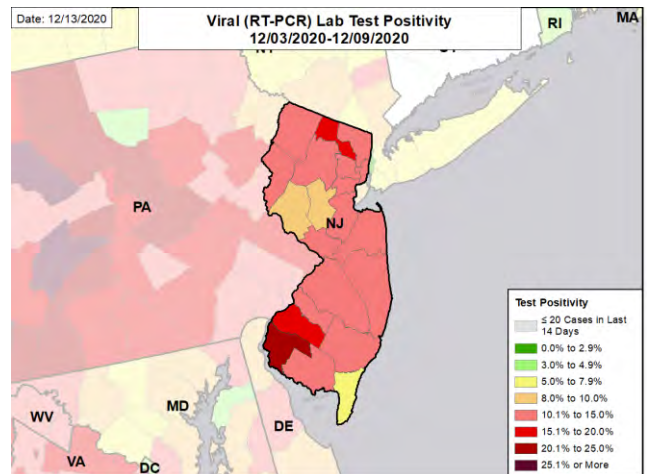 Date: 12/13/2020
Viral (RT-PCR) Lab Test Positivity
12/03/2020-12/09/2020
MA
RI
PA
NJ
MD
DE
WV
VA
DC
Test Positivity
≤ 20 Cases in Last
14 Days
0.0% to 2.9%
3.0% to 4.9%
5.0% to 7.9%
8.0% to 10.0%
10.1% to 15.0%
15.1% to 20.0%
20.1% to 25.0%
25.1% or More